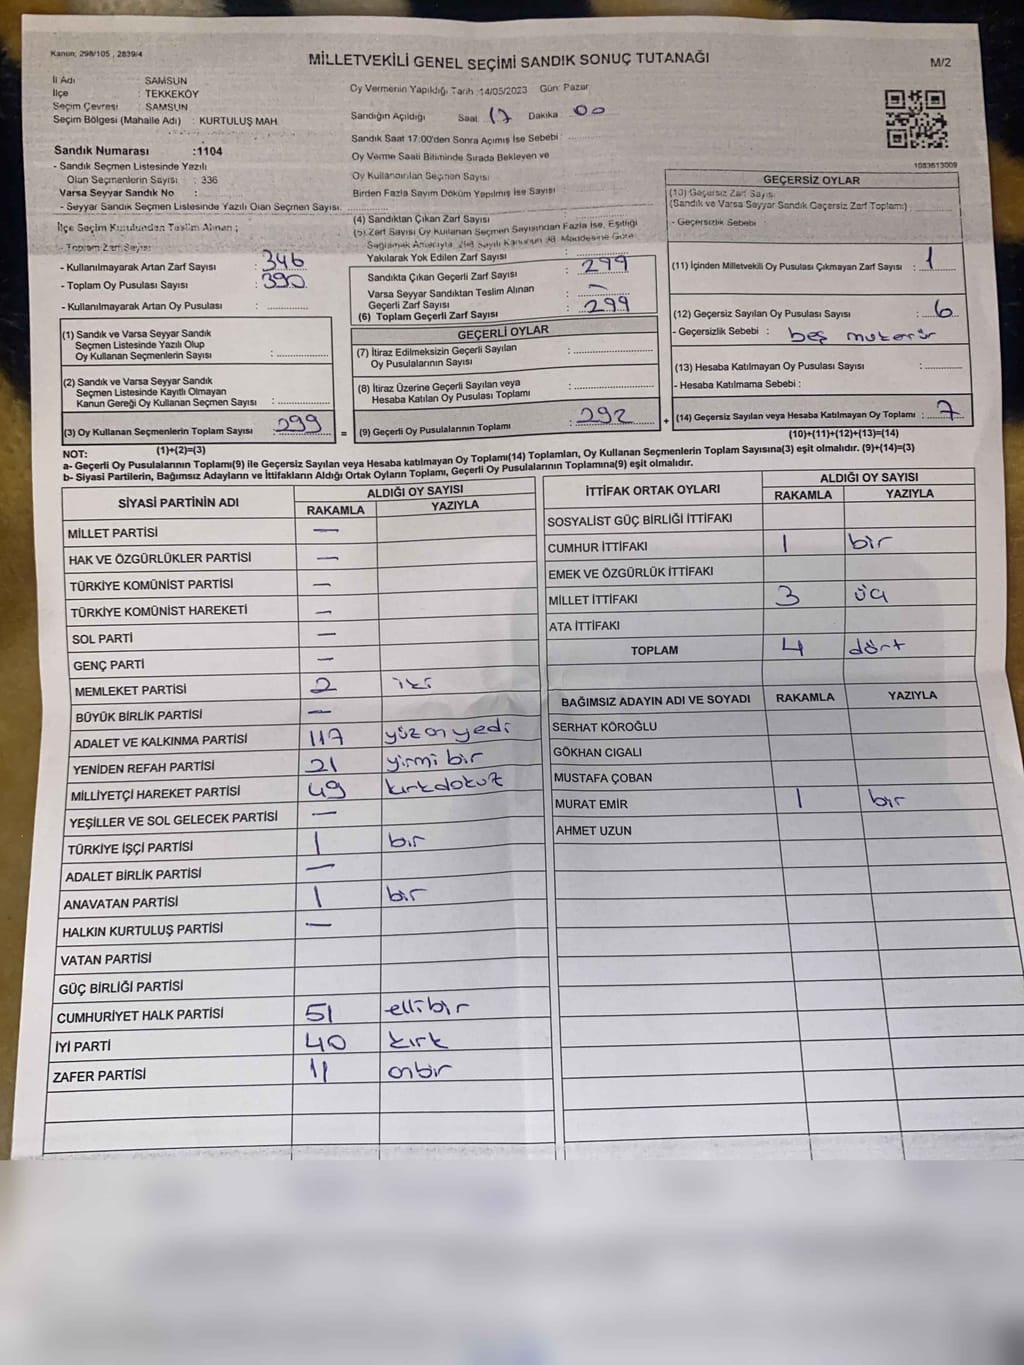 Kanun; 298/105 , 2839/4
MİLLETVEKİLİ GENEL SEÇİMİ SANDIK SONUÇ TUTANAĞI
M/2
İl Adı : SAMSUN
İlçe : TEKKEKÖY
Seçim Çevresi : SAMSUN
Seçim Bölgesi (Mahalle Adı) : KURTULUŞ MAH.
Oy Vermenin Yapıldığı Tarih :14/05/2023 Gün: Pazar
Sandığın Açıldığı Saat 17 Dakika 00
Sandık Saat 17:00'den Sonra Açılmış İse Sebebi :
Oy Verme Saati Bitiminde Sırada Bekleyen ve
Oy Kullandırılan Seçmen Sayısı
Birden Fazla Sayım Döküm Yapılmış İse Sayısı
Sandık Numarası :1104
- Sandık Seçmen Listesinde Yazılı
Olan Seçmenlerin Sayısı : 336
Varsa Seyyar Sandık No :
- Seyyar Sandık Seçmen Listesinde Yazılı Olan Seçmen Sayısı:
İlçe Seçim Kurulundan Teslim Alınan ;
- Toplam Zarf Sayısı
- Kullanılmayarak Artan Zarf Sayısı : 346
- Toplam Oy Pusulası Sayısı : 390
- Kullanılmayarak Artan Oy Pusulası :
(1) Sandık ve Varsa Seyyar Sandık
Seçmen Listesinde Yazılı Olup
Oy Kullanan Seçmenlerin Sayısı :
(2) Sandık ve Varsa Seyyar Sandık
Seçmen Listesinde Kayıtlı Olmayan
Kanun Gereği Oy Kullanan Seçmen Sayısı :
(3) Oy Kullanan Seçmenlerin Toplam Sayısı : 299
(1)+(2)=(3)
(4) Sandıktan Çıkan Zarf Sayısı
(5) Zarf Sayısı Oy Kullanan Seçmen Sayısından Fazla İse, Eşitliği
Sağlamak Amacıyla, 298 Sayılı Kanunun 98. Maddesine Göre
Yakılarak Yok Edilen Zarf Sayısı :
Sandıkta Çıkan Geçerli Zarf Sayısı : 299
Varsa Seyyar Sandıktan Teslim Alınan
Geçerli Zarf Sayısı : -
(6) Toplam Geçerli Zarf Sayısı : 299
GEÇERLİ OYLAR
(7) İtiraz Edilmeksizin Geçerli Sayılan
Oy Pusulalarının Sayısı :
(8) İtiraz Üzerine Geçerli Sayılan veya
Hesaba Katılan Oy Pusulası Toplamı :
= (9) Geçerli Oy Pusulalarının Toplamı : 292
1083613009
GEÇERSİZ OYLAR
(10) Geçersiz Zarf Sayısı
(Sandık ve Varsa Seyyar Sandık Geçersiz Zarf Toplamı) :
- Geçersizlik Sebebi :
(11) İçinden Milletvekili Oy Pusulası Çıkmayan Zarf Sayısı : 1
(12) Geçersiz Sayılan Oy Pusulası Sayısı : 6
- Geçersizlik Sebebi : beş mukerür
(13) Hesaba Katılmayan Oy Pusulası Sayısı :
- Hesaba Katılmama Sebebi :
+ (14) Geçersiz Sayılan veya Hesaba Katılmayan Oy Toplamı : 7
(10)+(11)+(12)+(13)=(14)
NOT:
a- Geçerli Oy Pusulalarının Toplamı(9) ile Geçersiz Sayılan veya Hesaba katılmayan Oy Toplamı(14) Toplamları, Oy Kullanan Seçmenlerin Toplam Sayısına(3) eşit olmalıdır. (9)+(14)=(3)
b- Siyasi Partilerin, Bağımsız Adayların ve İttifakların Aldığı Ortak Oyların Toplamı, Geçerli Oy Pusulalarının Toplamına(9) eşit olmalıdır.
SİYASİ PARTİNİN ADI
ALDIĞI OY SAYISI
RAKAMLA YAZIYLA
MİLLET PARTİSİ —
HAK VE ÖZGÜRLÜKLER PARTİSİ —
TÜRKİYE KOMÜNİST PARTİSİ —
TÜRKİYE KOMÜNİST HAREKETİ —
SOL PARTİ —
GENÇ PARTİ —
MEMLEKET PARTİSİ 2 iki
BÜYÜK BİRLİK PARTİSİ —
ADALET VE KALKINMA PARTİSİ 117 yüz on yedi
YENİDEN REFAH PARTİSİ 21 yirmi bir
MİLLİYETÇİ HAREKET PARTİSİ 49 kırkdokuz
YEŞİLLER VE SOL GELECEK PARTİSİ —
TÜRKİYE İŞÇİ PARTİSİ 1 bir
ADALET BİRLİK PARTİSİ —
ANAVATAN PARTİSİ 1 bir
HALKIN KURTULUŞ PARTİSİ —
VATAN PARTİSİ
GÜÇ BİRLİĞİ PARTİSİ
CUMHURİYET HALK PARTİSİ 51 ellibir
İYİ PARTİ 40 kırk
ZAFER PARTİSİ 11 onbir
İTTİFAK ORTAK OYLARI
ALDIĞI OY SAYISI
RAKAMLA YAZIYLA
SOSYALİST GÜÇ BİRLİĞİ İTTİFAKI
CUMHUR İTTİFAKI 1 bir
EMEK VE ÖZGÜRLÜK İTTİFAKI
MİLLET İTTİFAKI 3 üç
ATA İTTİFAKI
TOPLAM 4 dört
BAĞIMSIZ ADAYIN ADI VE SOYADI RAKAMLA YAZIYLA
SERHAT KÖROĞLU
GÖKHAN CIGALI
MUSTAFA ÇOBAN
MURAT EMİR 1 bir
AHMET UZUN